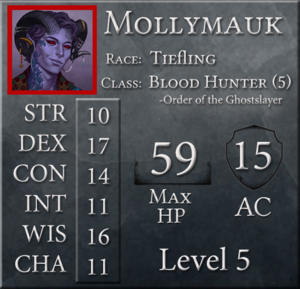 Mollymauk
Race: Tiefling
Class: Blood Hunter (5)
-Order of the Ghostslayer
STR 10
DEX 17
CON 14
INT 11
WIS 16
CHA 11
59
Max
HP
15
AC
Level 5